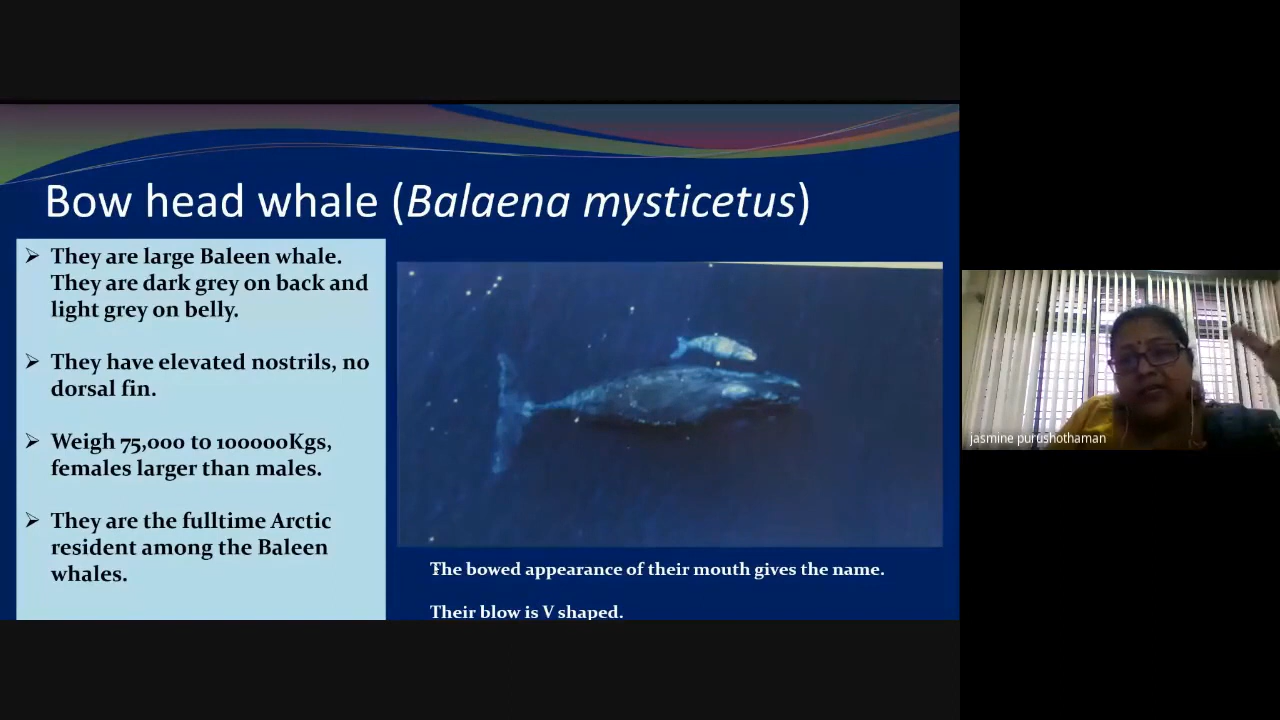 Bow head whale (Balaena mysticetus)
➢ They are large Baleen whale.
They are dark grey on back and
light grey on belly.
➢ They have elevated nostrils, no
dorsal fin.
➢ Weigh 75,000 to 100000Kgs,
females larger than males.
➢ They are the fulltime Arctic
resident among the Baleen
whales.
The bowed appearance of their mouth gives the name.
Their blow is V shaped.
jasmine purushothaman